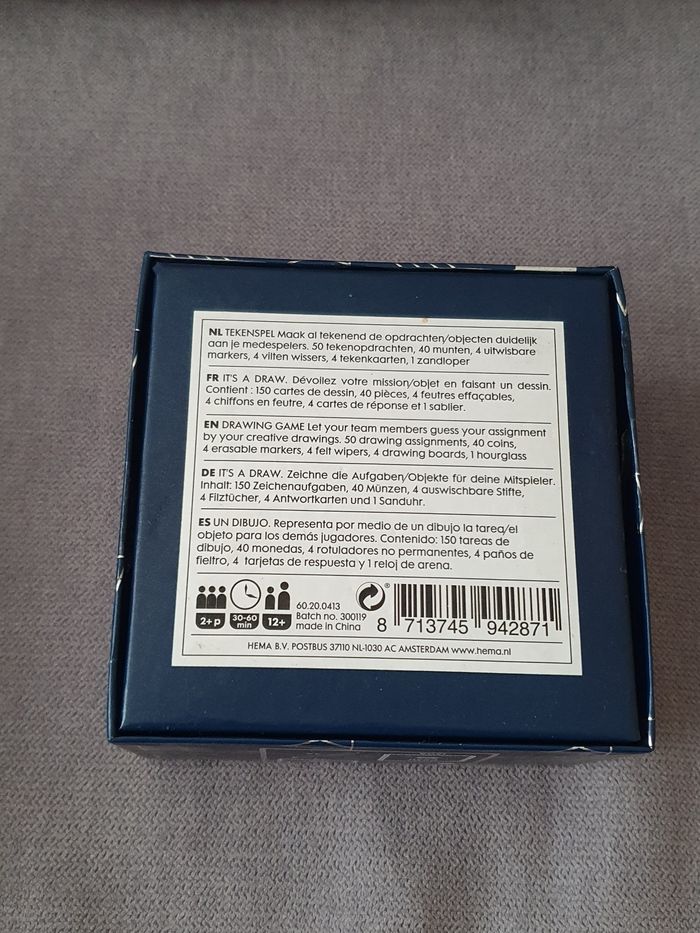 NL TEKENSPEL Maak al tekenend de opdrachten/objecten duidelijk
aan je medespelers. 50 tekenopdrachten, 40 munten, 4 uitwisbare
markers, 4 vilten wissers, 4 tekenkaarten, 1 zandloper
FR IT'S A DRAW. Dévollez votre mission/objet en faisant un dessin.
Contient : 150 cartes de dessin, 40 pièces, 4 feutres effaçables,
4 chiffons en feutre, 4 cartes de réponse et 1 sablier.
EN DRAWING GAME Let your team members guess your assignment
by your creative drawings. 50 drawing assignments, 40 coins,
4 erasable markers, 4 felt wipers, 4 drawing boards, 1 hourglass
DE IT'S A DRAW. Zeichne die Aufgaben/Objekte für deine Mitspieler.
Inhalt: 150 Zeichenaufgaben, 40 Münzen, 4 auswischbare Stifte,
4 Filztücher, 4 Antwortkarten und 1 Sanduhr.
ES UN DIBUJO. Representa por medio de un dibujo la tarea/el
objeto para los demás jugadores. Contenido: 150 tareas de
dibujo, 40 monedas, 4 rotuladores no permanentes, 4 paños de
fieltro, 4 tarjetas de respuesta y 1 reloj de arena.
2+ p
30-60
min
12+
60.20.0413
Batch no. 300119
made in China
®
8 713745 942871
HEMA B.V. POSTBUS 37110 NL-1030 AC AMSTERDAM www.hema.nl